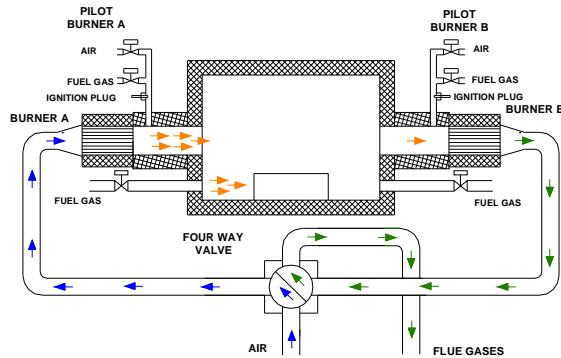 PILOT
BURNER A
AIR
FUEL GAS
IGNITION PLUG
BURNER A
FUEL GAS
PILOT
BURNER B
AIR
FUEL GAS
IGNITION PLUG
BURNER B
FUEL GAS
FOUR WAY
VALVE
AIR
FLUE GASES